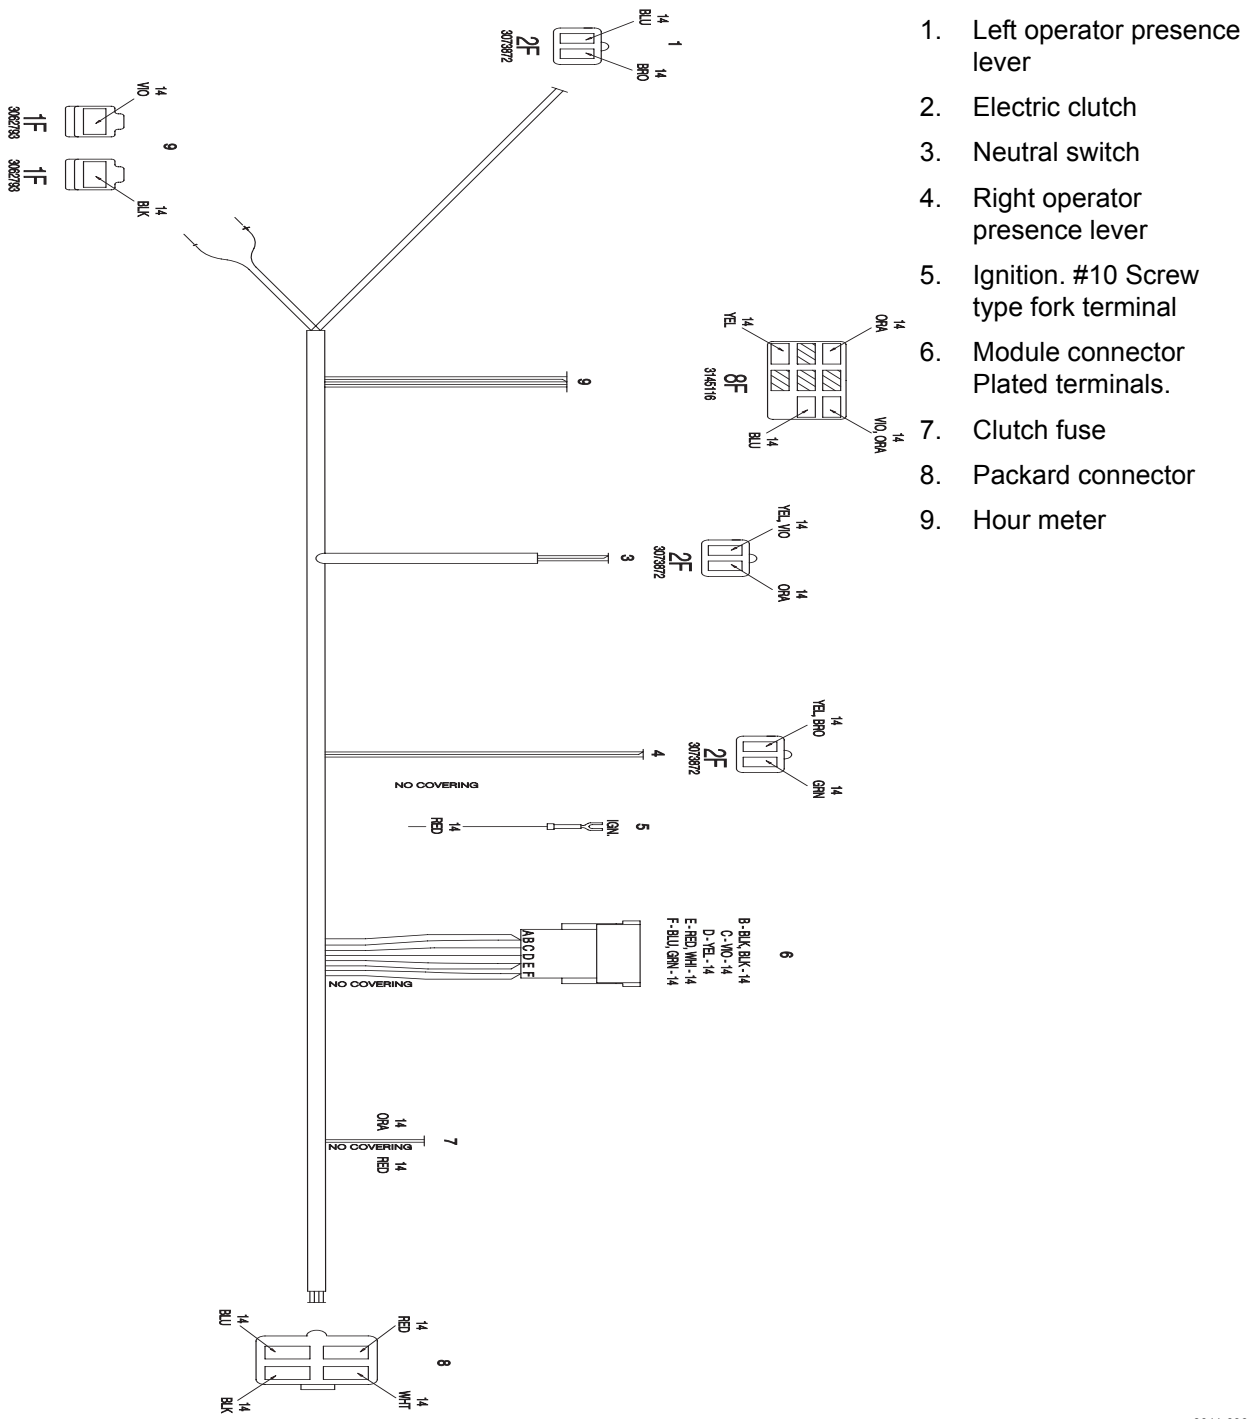 1. Left operator presence
lever
2. Electric clutch
3. Neutral switch
4. Right operator
presence lever
5. Ignition. #10 Screw
type fork terminal
6. Module connector
Plated terminals.
7. Clutch fuse
8. Packard connector
9. Hour meter
14
BLU
1
2F
3073872
14
BRO
14
VIO
1F
3062793
9
1F
3062793
14
BLK
9
14
YEL
14
ORA
8F
3145116
14
BLU
14
VIO, ORA
3
14
YEL, VIO
2F
3073872
14
ORA
4
14
YEL, BRO
2F
3073872
14
GRN
NO COVERING
14
RED
IGN.
5
A B C D E F
NO COVERING
B - BLK, BLK - 14
C - VIO - 14
D - YEL - 14
E - RED, WHI - 14
F - BLU, GRN - 14
6
14
ORA
NO COVERING
14
RED
7
14
BLU
14
RED
8
14
BLK
14
WHT